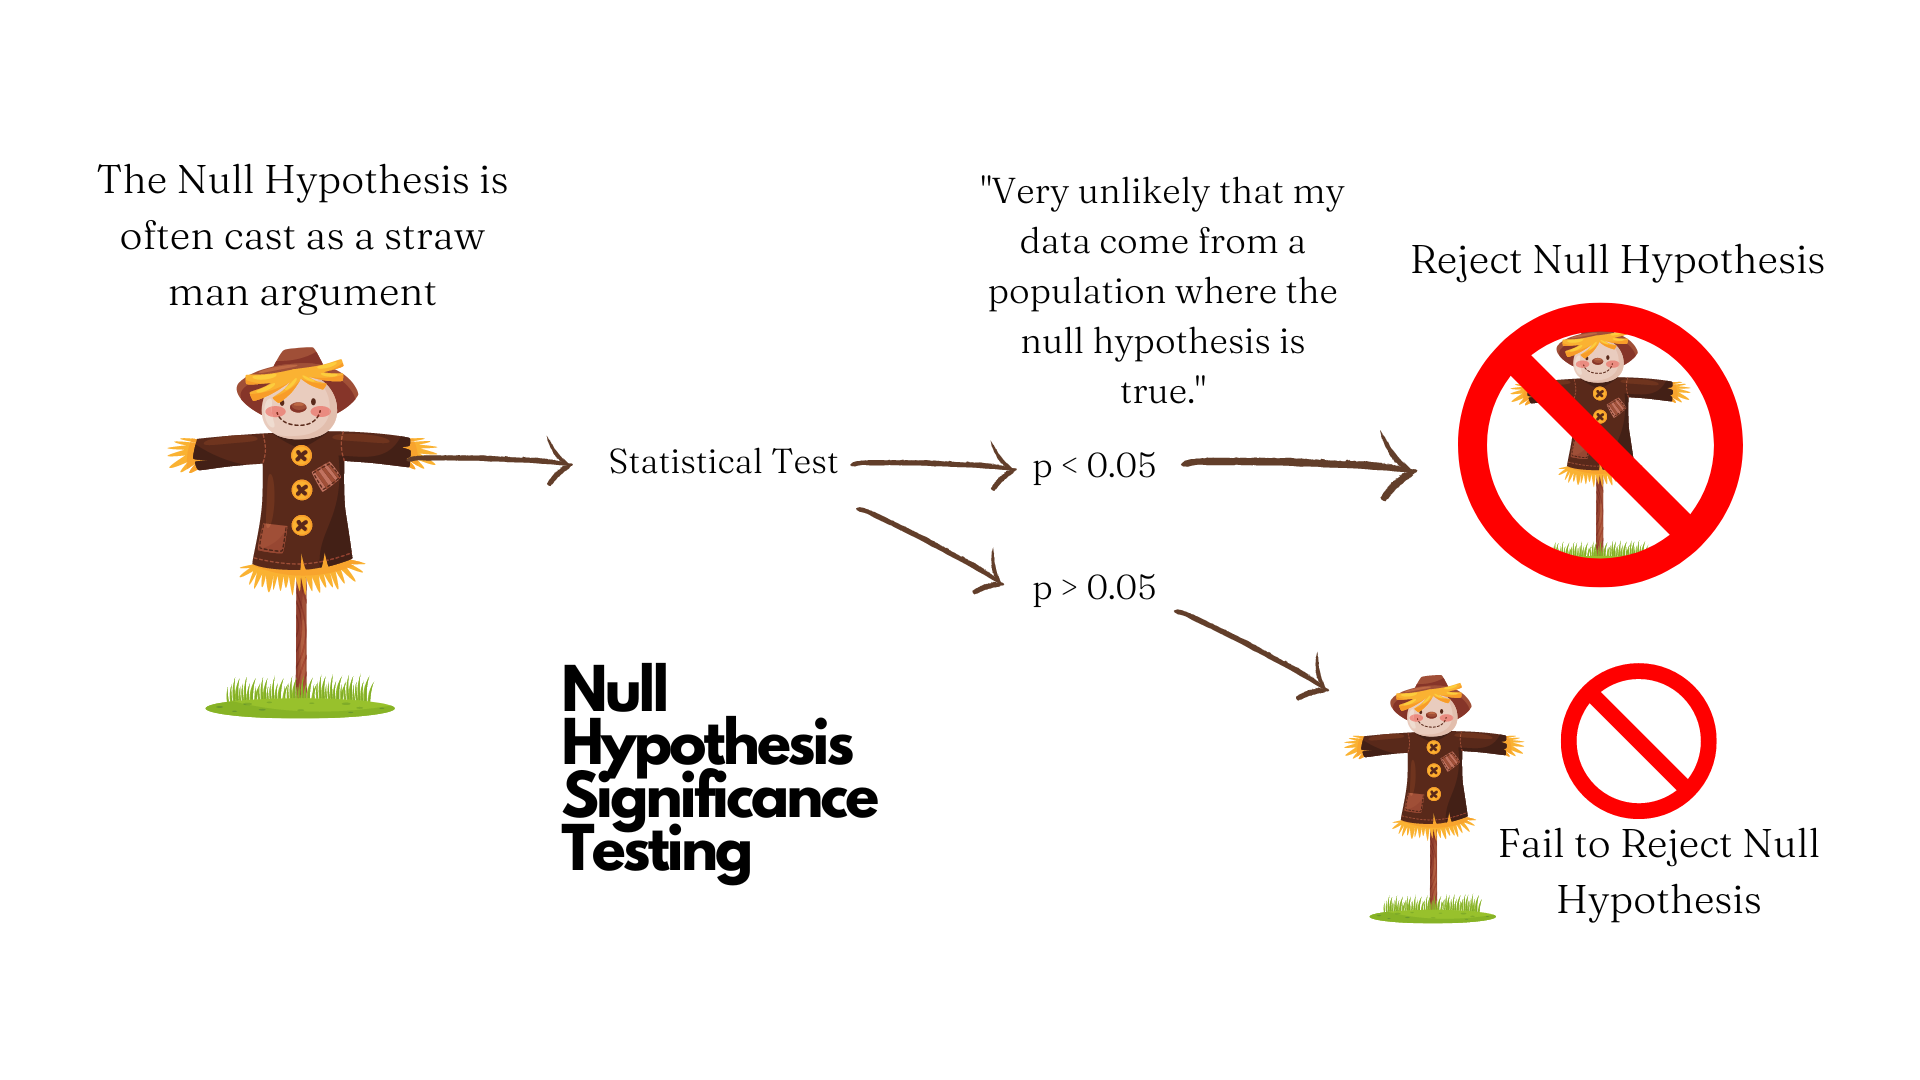 The Null Hypothesis is
often cast as a straw
man argument
Statistical Test
"Very unlikely that my
data come from a
population where the
null hypothesis is
true."
p < 0.05
p > 0.05
Reject Null Hypothesis
Fail to Reject Null
Hypothesis
Null
Hypothesis
Significance
Testing